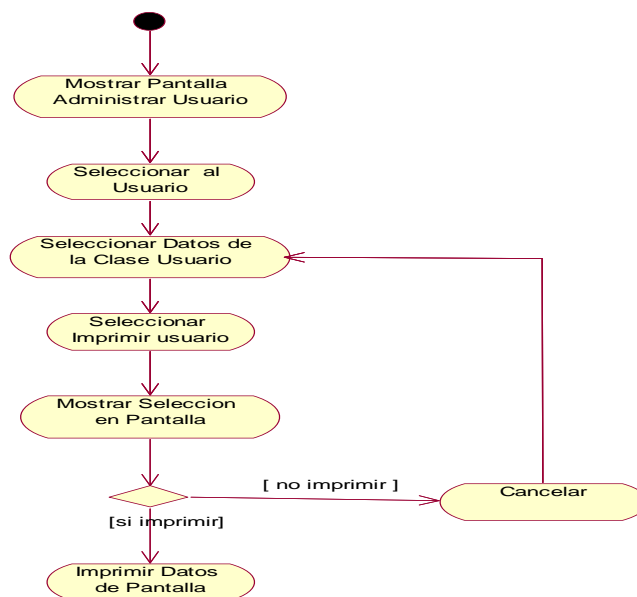 Mostrar Pantalla
Administrar Usuario
Seleccionar al
Usuario
Seleccionar Datos de
la Clase Usuario
Seleccionar
Imprimir usuario
Mostrar Seleccion
en Pantalla
[ no imprimir ]
Cancelar
[si imprimir]
Imprimir Datos
de Pantalla